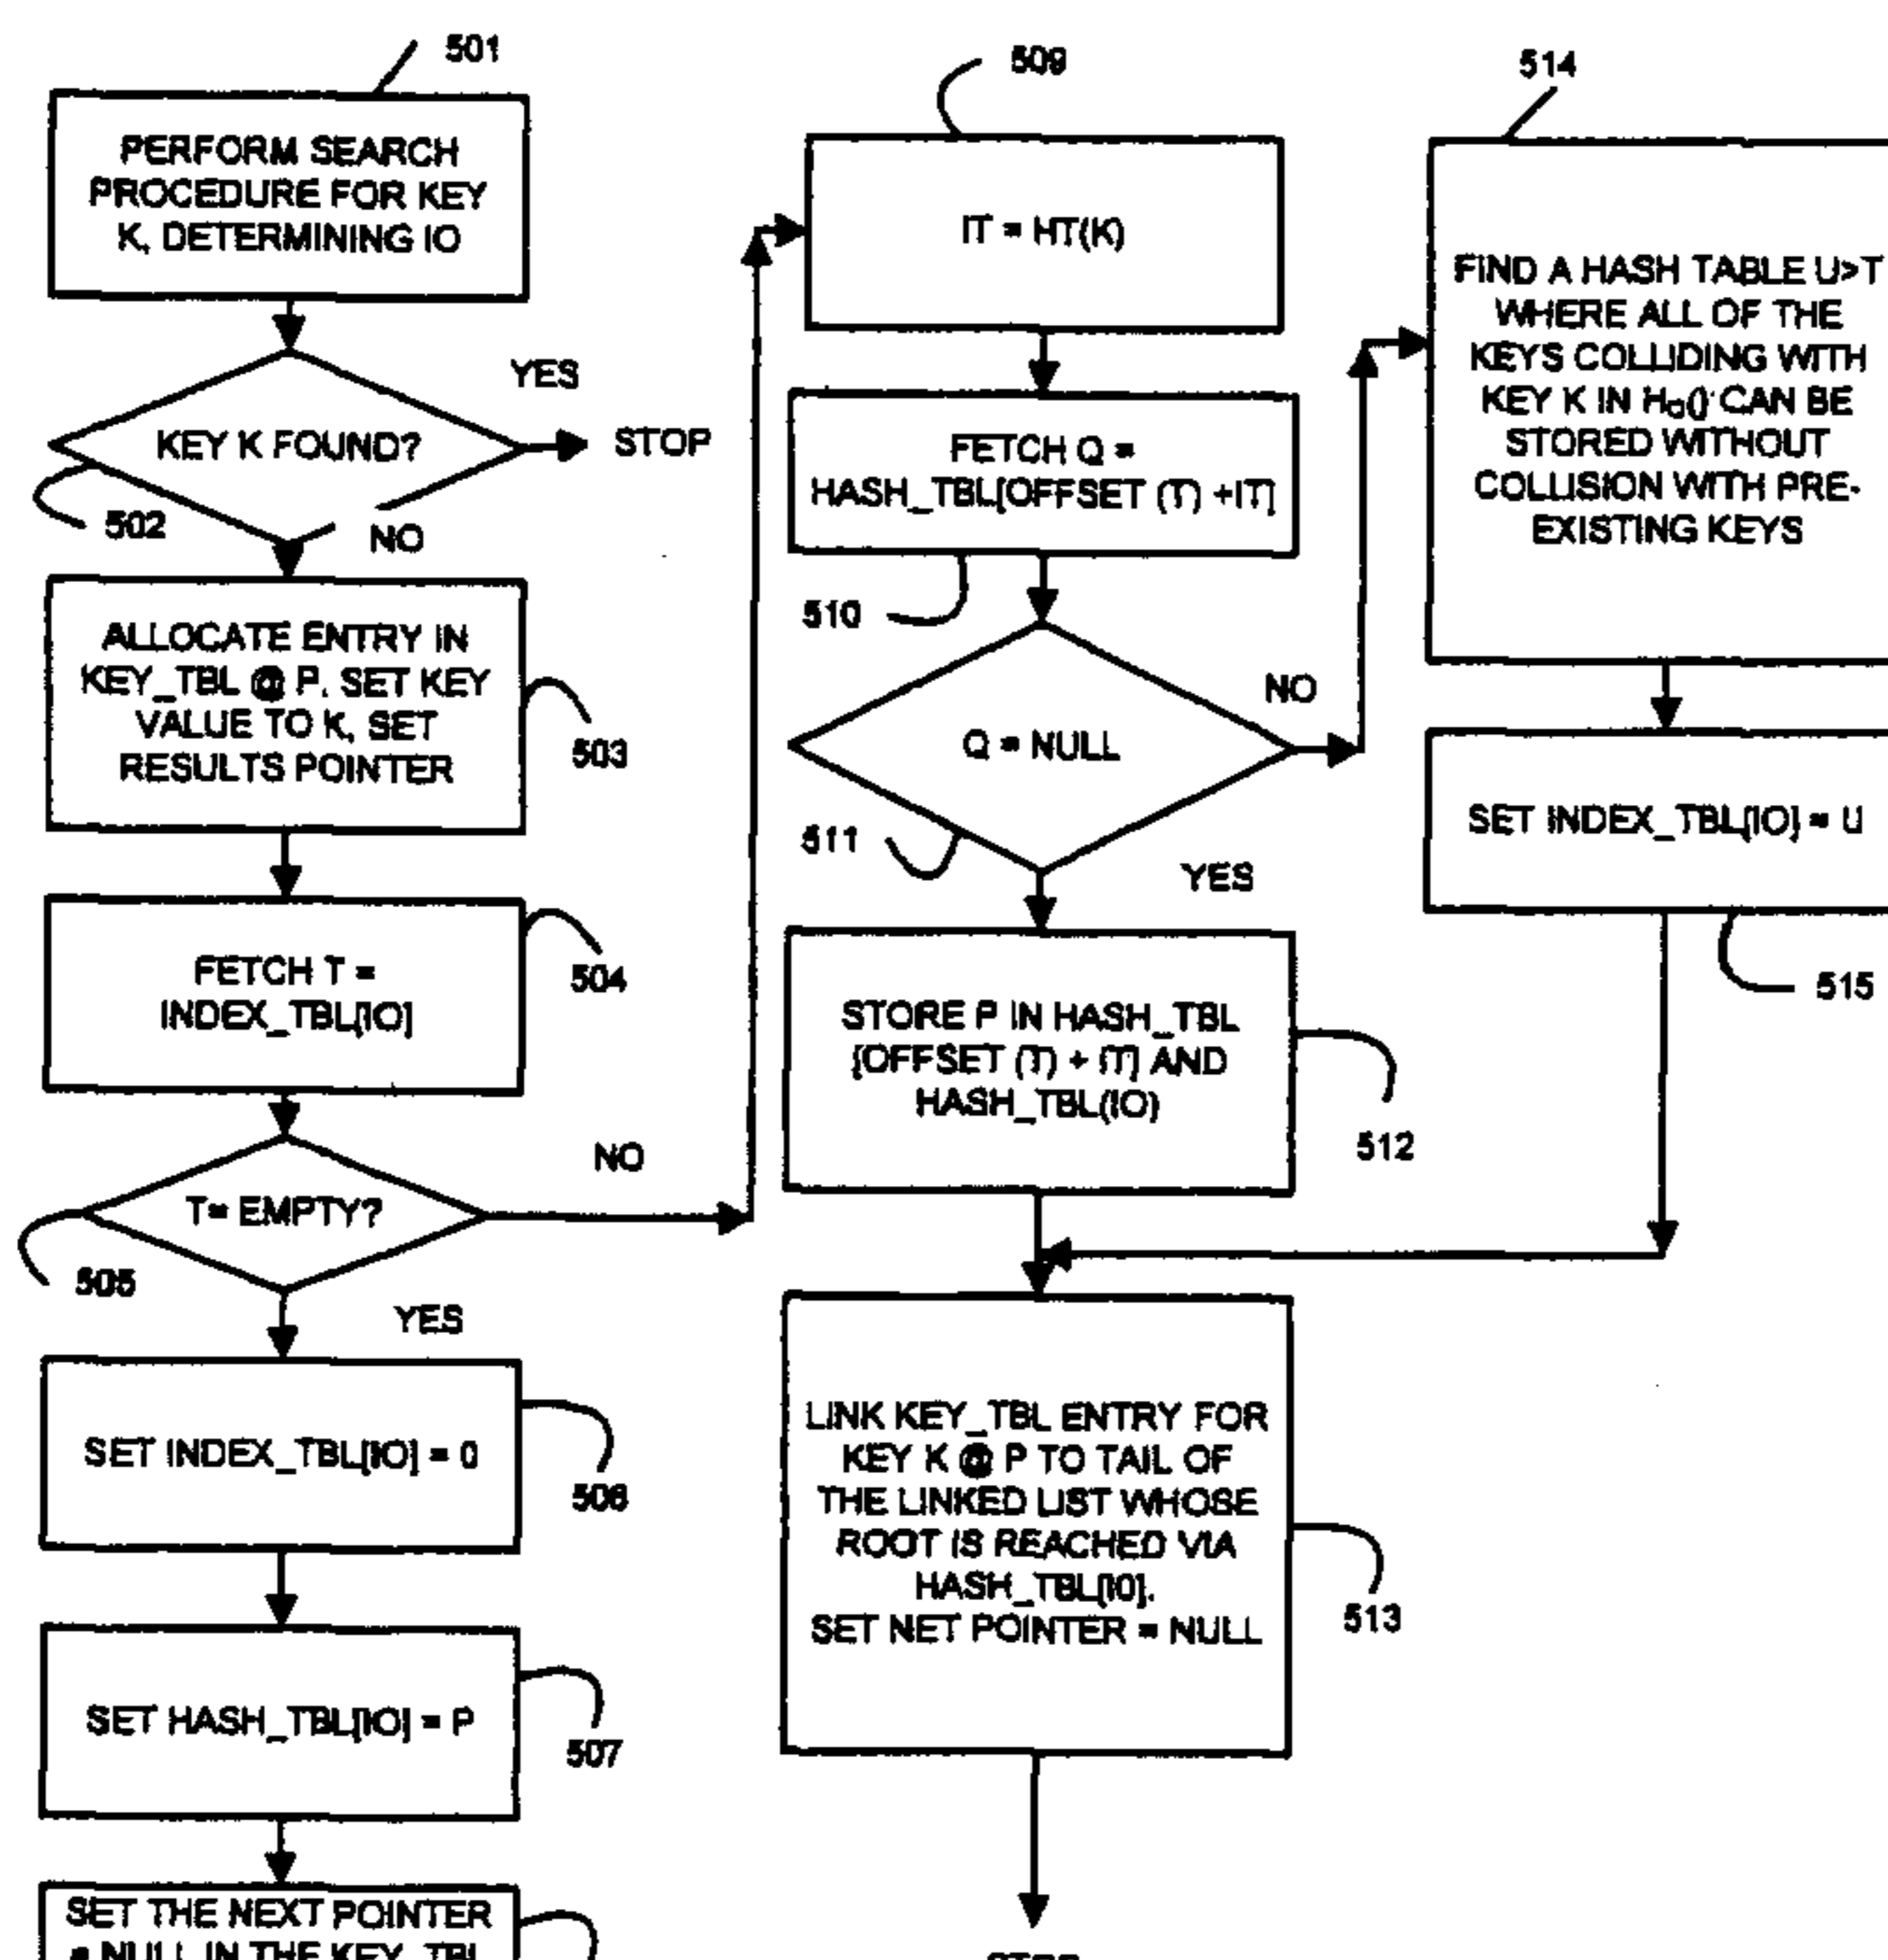 501
PERFORM SEARCH
PROCEDURE FOR KEY
K, DETERMINING IO
YES
KEY K FOUND?
STOP
502
NO
ALLOCATE ENTRY IN
KEY_TBL @ P. SET KEY
VALUE TO K, SET
RESULTS POINTER
503
FETCH T =
INDEX_TBL[IO]
504
NO
T= EMPTY?
505
YES
SET INDEX_TBL[IO] = 0
506
SET HASH_TBL[IO] = P
507
SET THE NEXT POINTER
= NULL IN THE KEY_TBL
509
IT = HT(K)
FETCH Q =
HASH_TBL[OFFSET (T) +IT]
510
NO
Q = NULL
511
YES
STORE P IN HASH_TBL
[OFFSET (T) + IT] AND
HASH_TBL(IO)
512
LINK KEY_TBL ENTRY FOR
KEY K @ P TO TAIL OF
THE LINKED LIST WHOSE
ROOT IS REACHED VIA
HASH_TBL[I0].
SET NET POINTER = NULL
513
514
FIND A HASH TABLE U>T
WHERE ALL OF THE
KEYS COLLIDING WITH
KEY K IN H₀() CAN BE
STORED WITHOUT
COLLISION WITH PRE-
EXISTING KEYS
SET INDEX_TBL[IO] = U
515